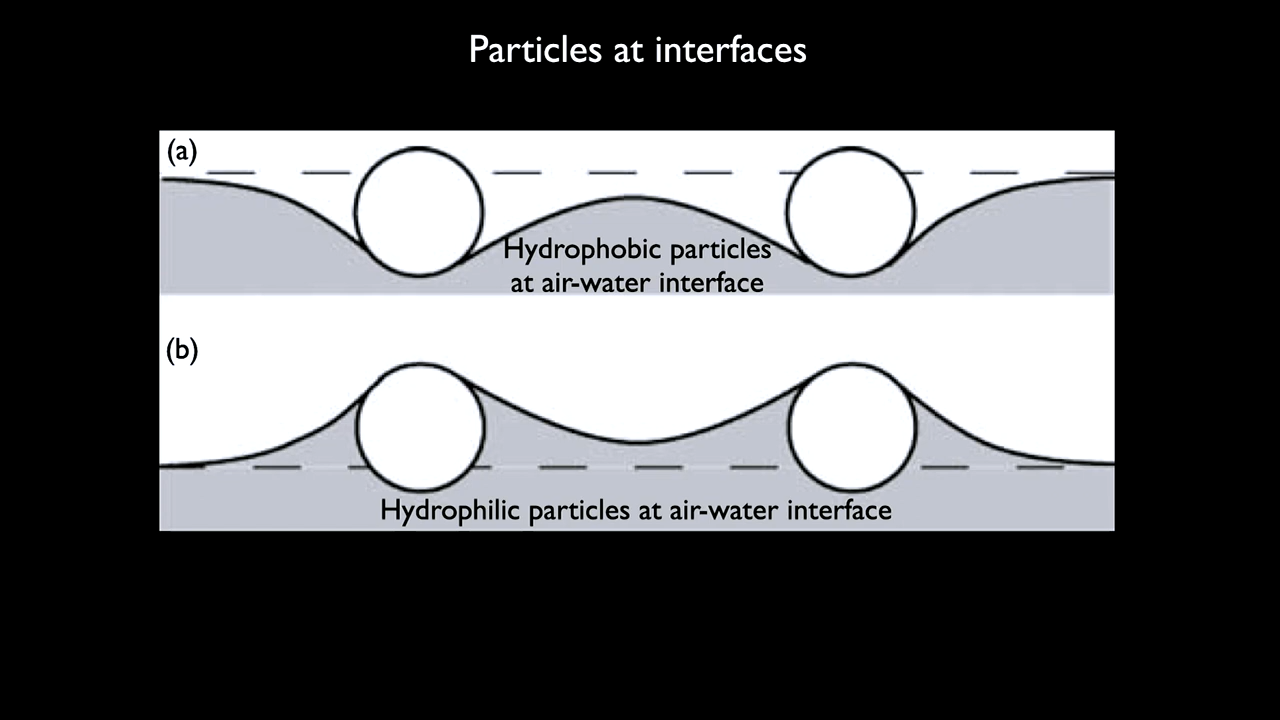 Particles at interfaces
(a)
Hydrophobic particles
at air-water interface
(b)
Hydrophilic particles at air-water interface